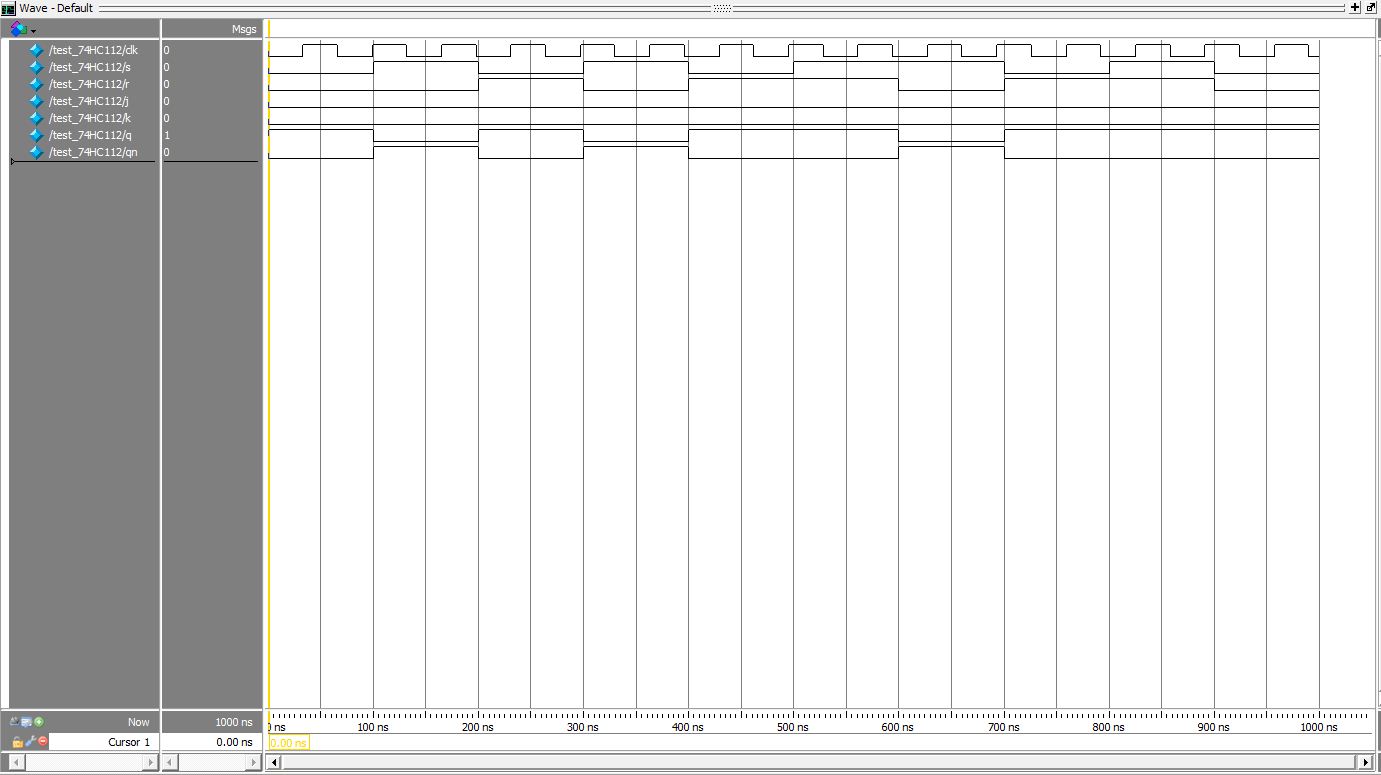 Wave - Default
Msgs
/test_74HC112/clk 0
/test_74HC112/s 0
/test_74HC112/r 0
/test_74HC112/j 0
/test_74HC112/k 0
/test_74HC112/q 1
/test_74HC112/qn 0
Now 1000 ns 0 ns 100 ns 200 ns 300 ns 400 ns 500 ns 600 ns 700 ns 800 ns 900 ns 1000 ns
Cursor 1 0.00 ns 0.00 ns